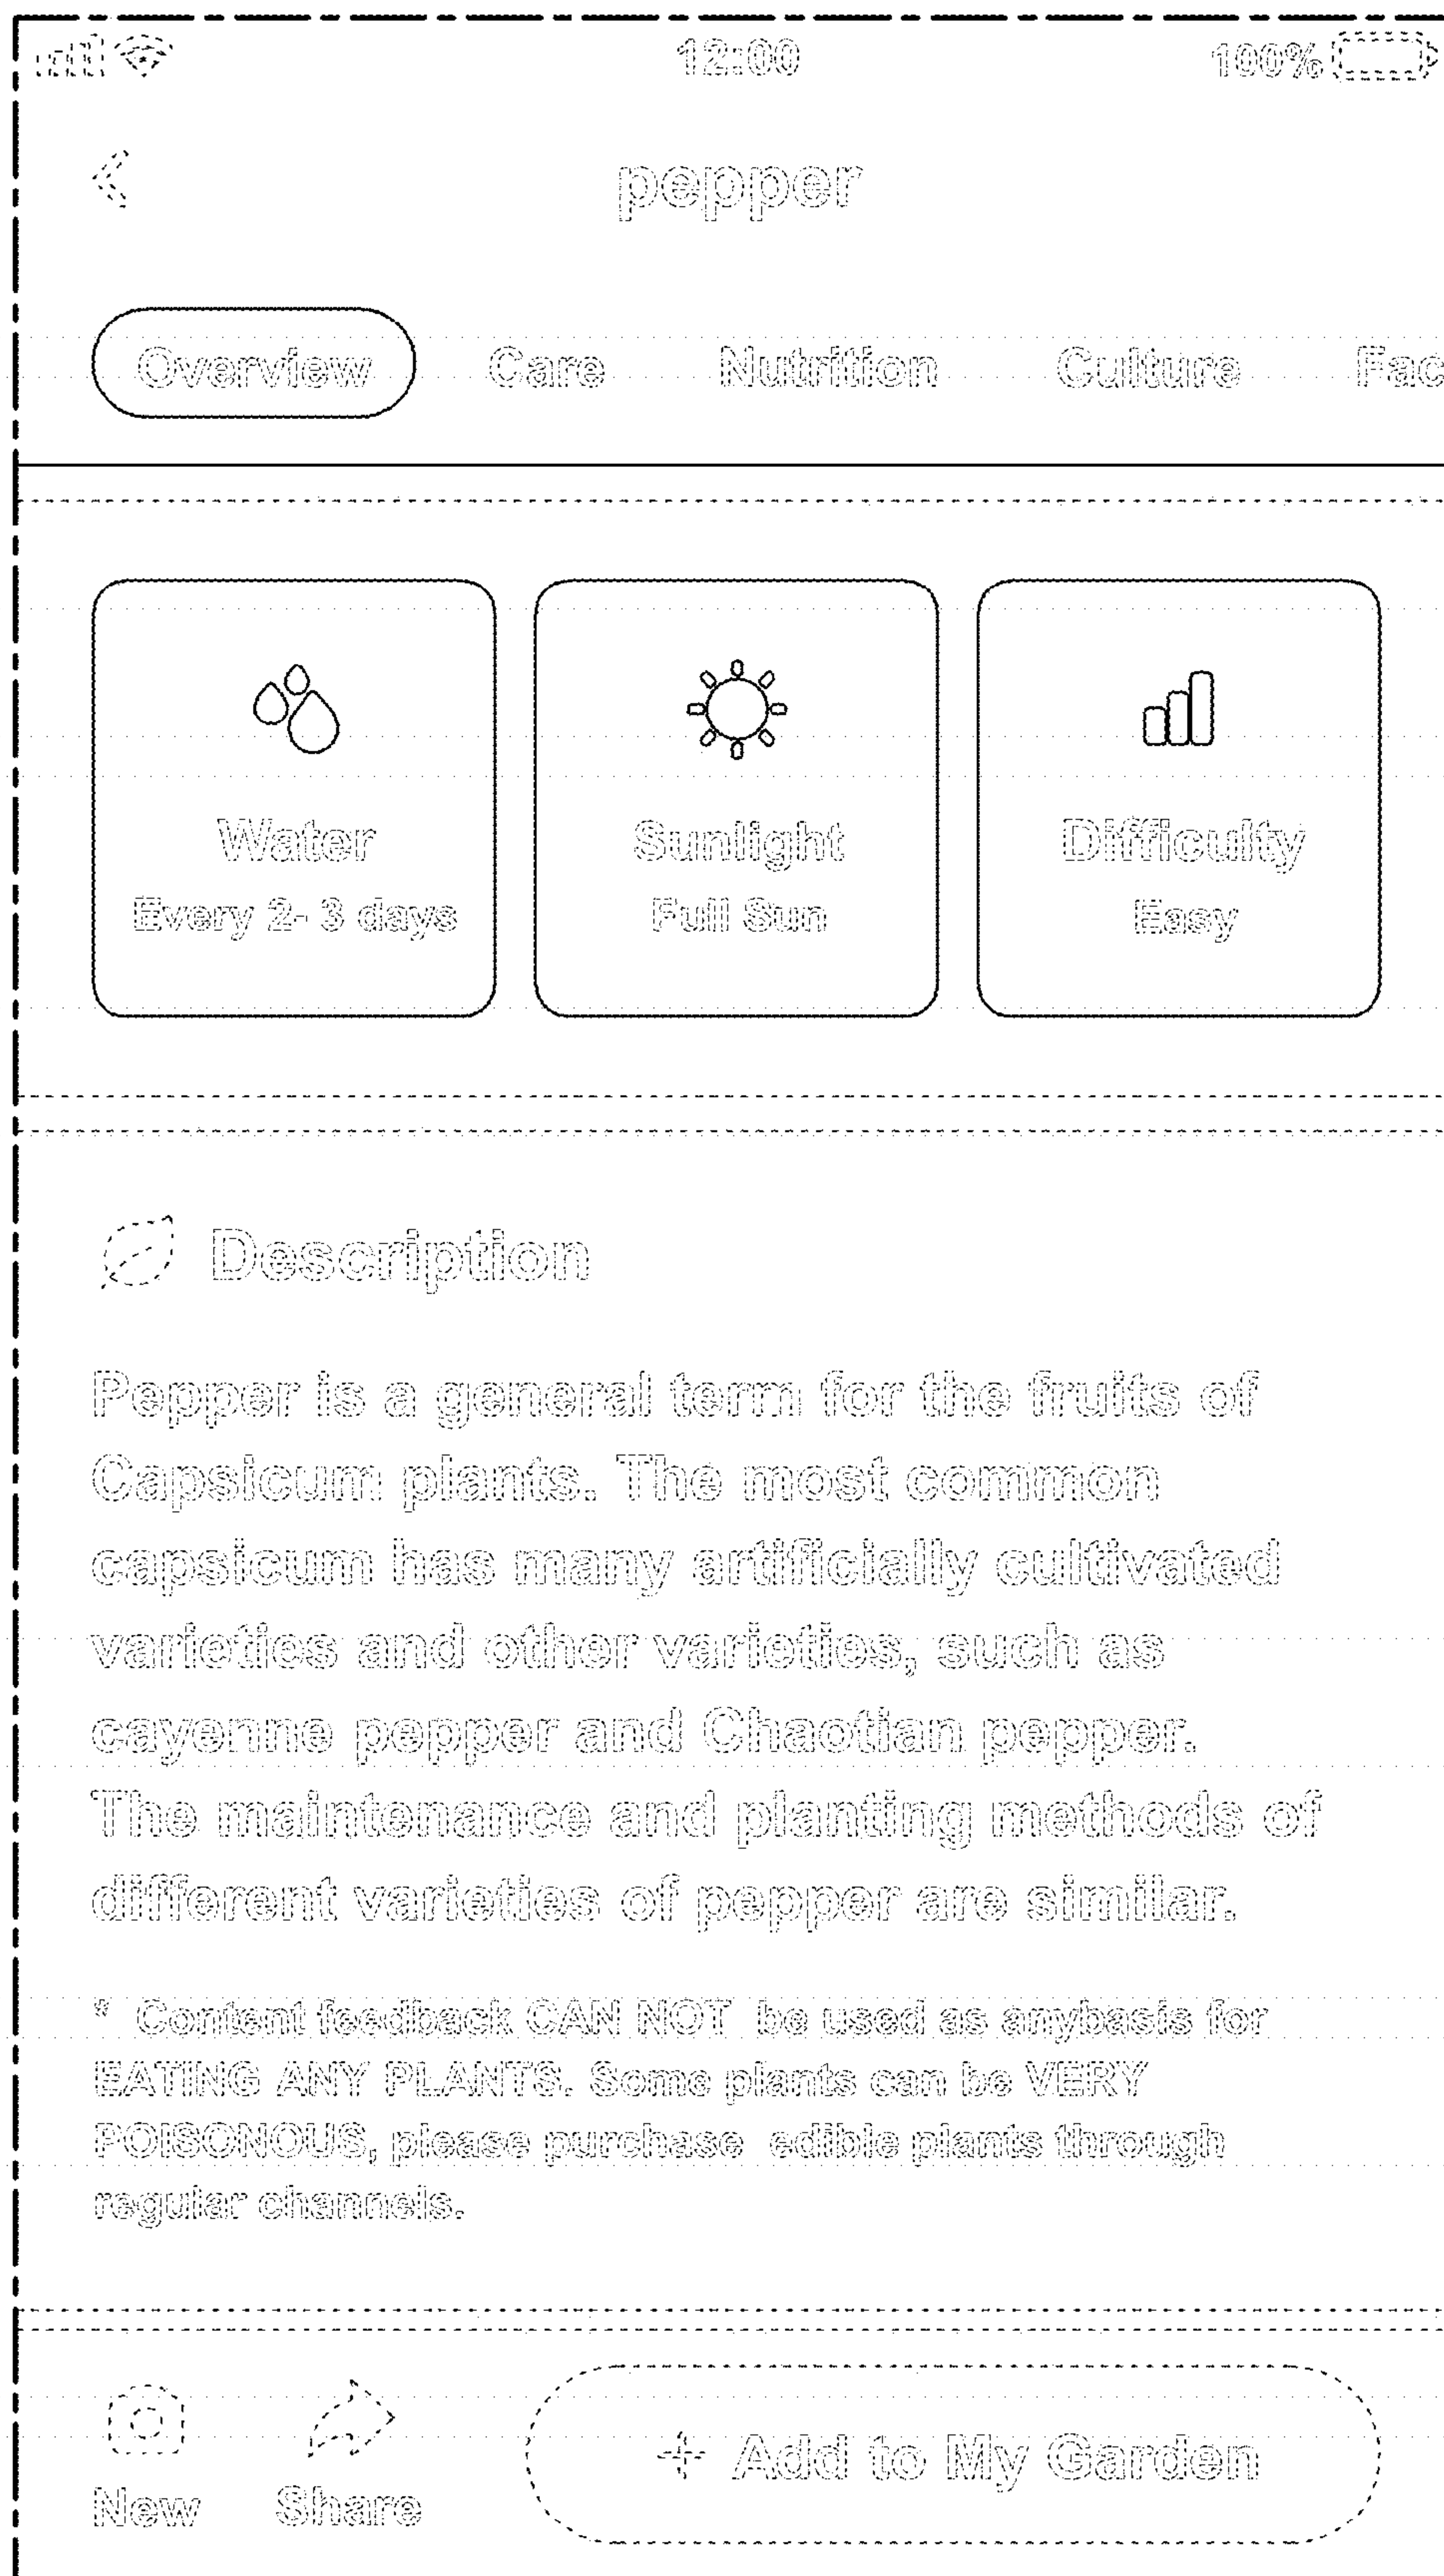 12:00 100%
pepper
Overview Care Nutrition Culture Fac
Water Sunlight Difficulty
Every 2- 3 days Full Sun Easy
Description
Pepper is a general term for the fruits of
Capsicum plants. The most common
capsicum has many artificially cultivated
varieties and other varieties, such as
cayenne pepper and Chaotian pepper.
The maintenance and planting methods of
different varieties of pepper are similar.
* Content feedback CAN NOT be used as anybasis for
EATING ANY PLANTS. Some plants can be VERY
POISONOUS, please purchase edible plants through
regular channels.
+ Add to My Garden
New Share